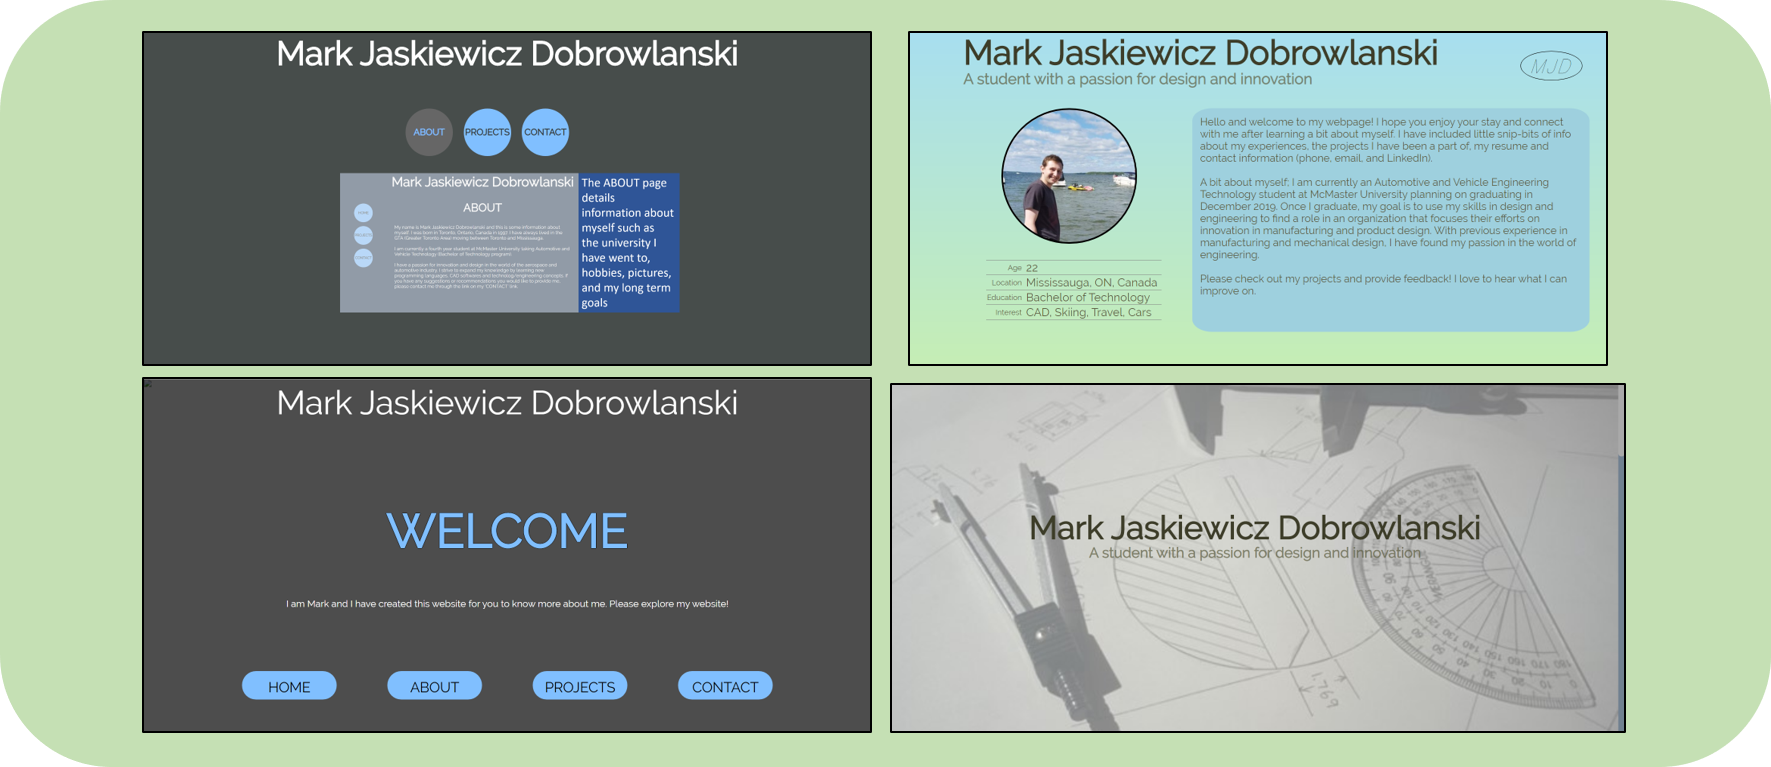 Mark Jaskiewicz Dobrowlanski
ABOUT
PROJECTS
CONTACT
Mark Jaskiewicz Dobrowlanski
ABOUT
HOME
PROJECTS
CONTACT
The ABOUT page
details
information about
myself such as
the university I
have went to,
hobbies, pictures,
and my long term
goals
Mark Jaskiewicz Dobrowlanski
A student with a passion for design and innovation
MJD
Age 22
Location Mississauga, ON, Canada
Education Bachelor of Technology
Interest CAD, Skiing, Travel, Cars
Hello and welcome to my webpage! I hope you enjoy your stay and connect
with me after learning a bit about myself. I have included little snip-bits of info
about my experiences, the projects I have been a part of, my resume and
contact information (phone, email, and LinkedIn).
A bit about myself; I am currently an Automotive and Vehicle Engineering
Technology student at McMaster University planning on graduating in
December 2019. Once I graduate, my goal is to use my skills in design and
engineering to find a role in an organization that focuses their efforts on
innovation in manufacturing and product design. With previous experience in
manufacturing and mechanical design, I have found my passion in the world of
engineering.
Please check out my projects and provide feedback! I love to hear what I can
improve on.
Mark Jaskiewicz Dobrowlanski
WELCOME
I am Mark and I have created this website for you to know more about me. Please explore my website!
HOME
ABOUT
PROJECTS
CONTACT
Mark Jaskiewicz Dobrowlanski
A student with a passion for design and innovation
1.769